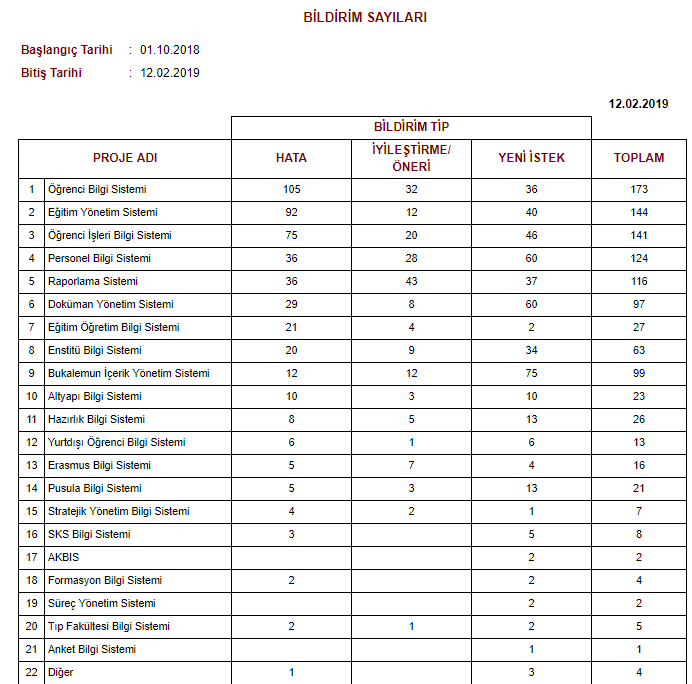 BİLDİRİM SAYILARI
Başlangıç Tarihi : 01.10.2018
Bitiş Tarihi : 12.02.2019
12.02.2019
BİLDİRİM TİP
PROJE ADI HATA İYİLEŞTİRME/ YENİ İSTEK TOPLAM
ÖNERİ
1 Öğrenci Bilgi Sistemi 105 32 36 173
2 Eğitim Yönetim Sistemi 92 12 40 144
3 Öğrenci İşleri Bilgi Sistemi 75 20 46 141
4 Personel Bilgi Sistemi 36 28 60 124
5 Raporlama Sistemi 36 43 37 116
6 Doküman Yönetim Sistemi 29 8 60 97
7 Eğitim Öğretim Bilgi Sistemi 21 4 2 27
8 Enstitü Bilgi Sistemi 20 9 34 63
9 Bukalemun İçerik Yönetim Sistemi 12 12 75 99
10 Altyapı Bilgi Sistemi 10 3 10 23
11 Hazırlık Bilgi Sistemi 8 5 13 26
12 Yurtdışı Öğrenci Bilgi Sistemi 6 1 6 13
13 Erasmus Bilgi Sistemi 5 7 4 16
14 Pusula Bilgi Sistemi 5 3 13 21
15 Stratejik Yönetim Bilgi Sistemi 4 2 1 7
16 SKS Bilgi Sistemi 3 5 8
17 AKBIS 2 2
18 Formasyon Bilgi Sistemi 2 2 4
19 Süreç Yönetim Sistemi 2 2
20 Tıp Fakültesi Bilgi Sistemi 2 1 2 5
21 Anket Bilgi Sistemi 1 1
22 Diğer 1 3 4